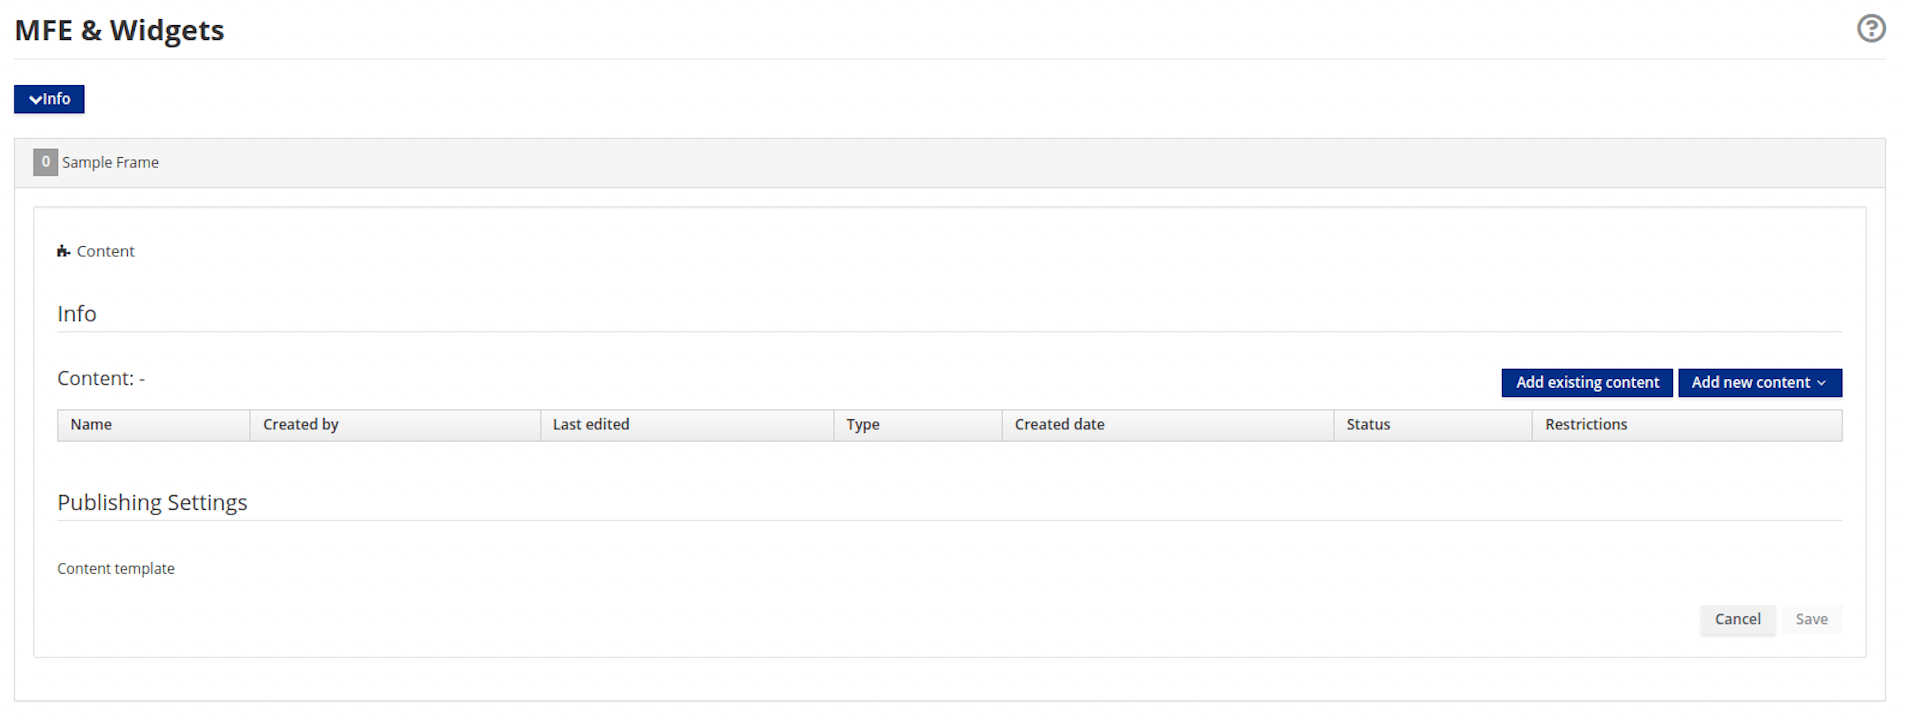 MFE & Widgets
Info
0 Sample Frame
Content
Info
Content: -
Add existing content Add new content
Name Created by Last edited Type Created date Status Restrictions
Publishing Settings
Content template
Cancel Save